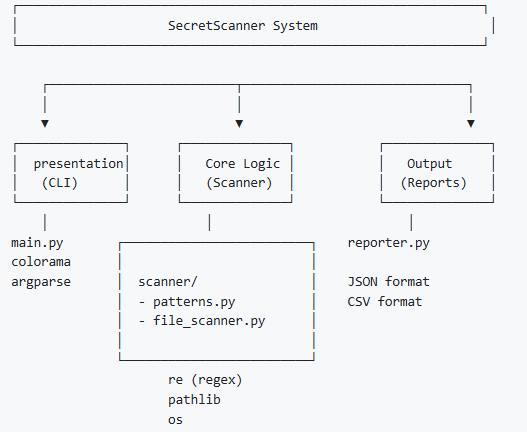 SecretScanner System
presentation Core Logic Output
(CLI) (Scanner) (Reports)
main.py reporter.py
colorama
argparse scanner/ JSON format
- patterns.py CSV format
- file_scanner.py
re (regex)
pathlib
os